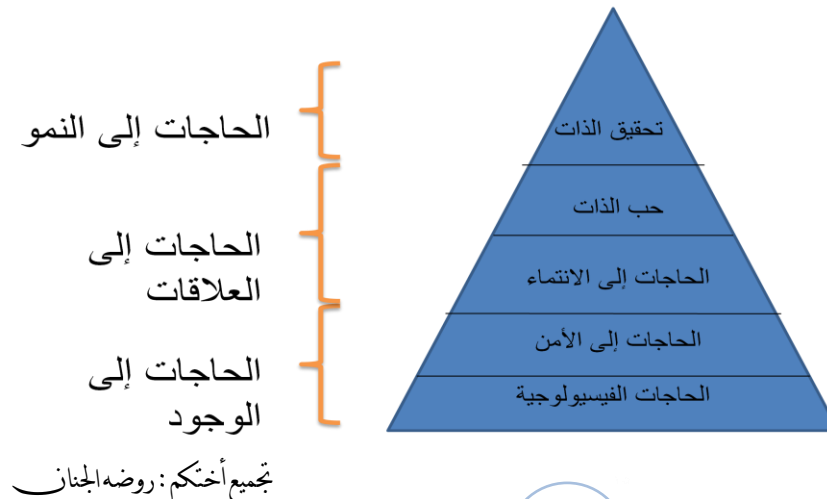 تحقيق الذات
حب الذات
الحاجات إلى الانتماء
الحاجات إلى الأمن
الحاجات الفيسيولوجية
الحاجات إلى النمو
الحاجات إلى
العلاقات
الحاجات إلى
الوجود
تجميع أختكم : روضه الجنان